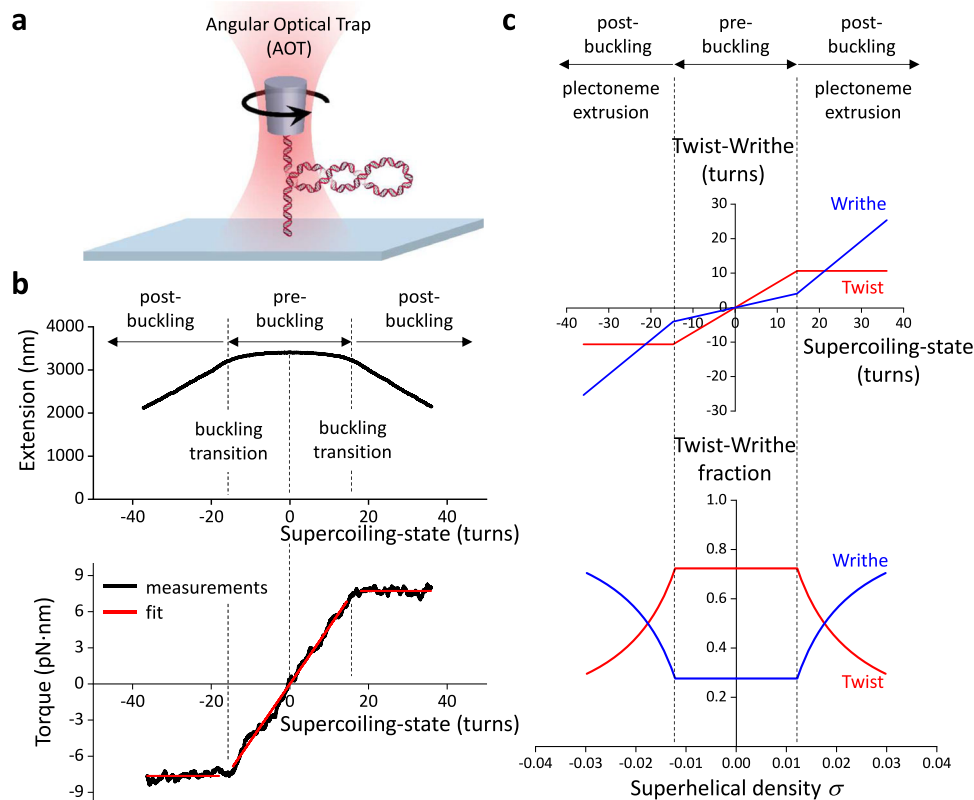 a
Angular Optical Trap
(AOT)
b
post-
buckling
pre-
buckling
post-
buckling
Extension (nm)
4000
3000
2000
1000
0
buckling
transition
buckling
transition
-40
-20
0
20
40
Supercoiling-state (turns)
Torque (pN·nm)
9
6
3
0
-3
-6
-9
measurements
fit
-40
-20
0
20
40
Supercoiling-state (turns)
c
post-
buckling
pre-
buckling
post-
buckling
plectoneme
extrusion
plectoneme
extrusion
Twist-Writhe
(turns)
30
20
10
0
-10
-20
-30
Writhe
Twist
-40
-30
-20
-10
0
10
20
30
40
Supercoiling-state
(turns)
Twist-Writhe
fraction
1.0
0.8
0.6
0.4
0.2
Writhe
Twist
-0.04
-0.03
-0.02
-0.01
0.00
0.01
0.02
0.03
0.04
Superhelical density σ